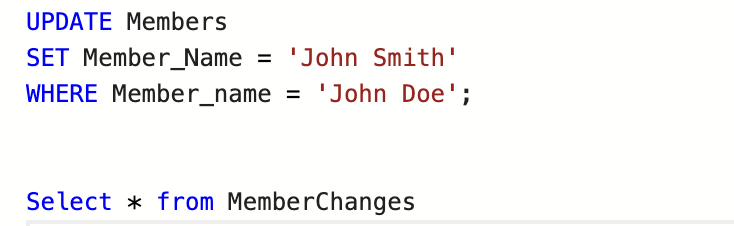 UPDATE Members
SET Member_Name = 'John Smith'
WHERE Member_name = 'John Doe';
Select * from MemberChanges